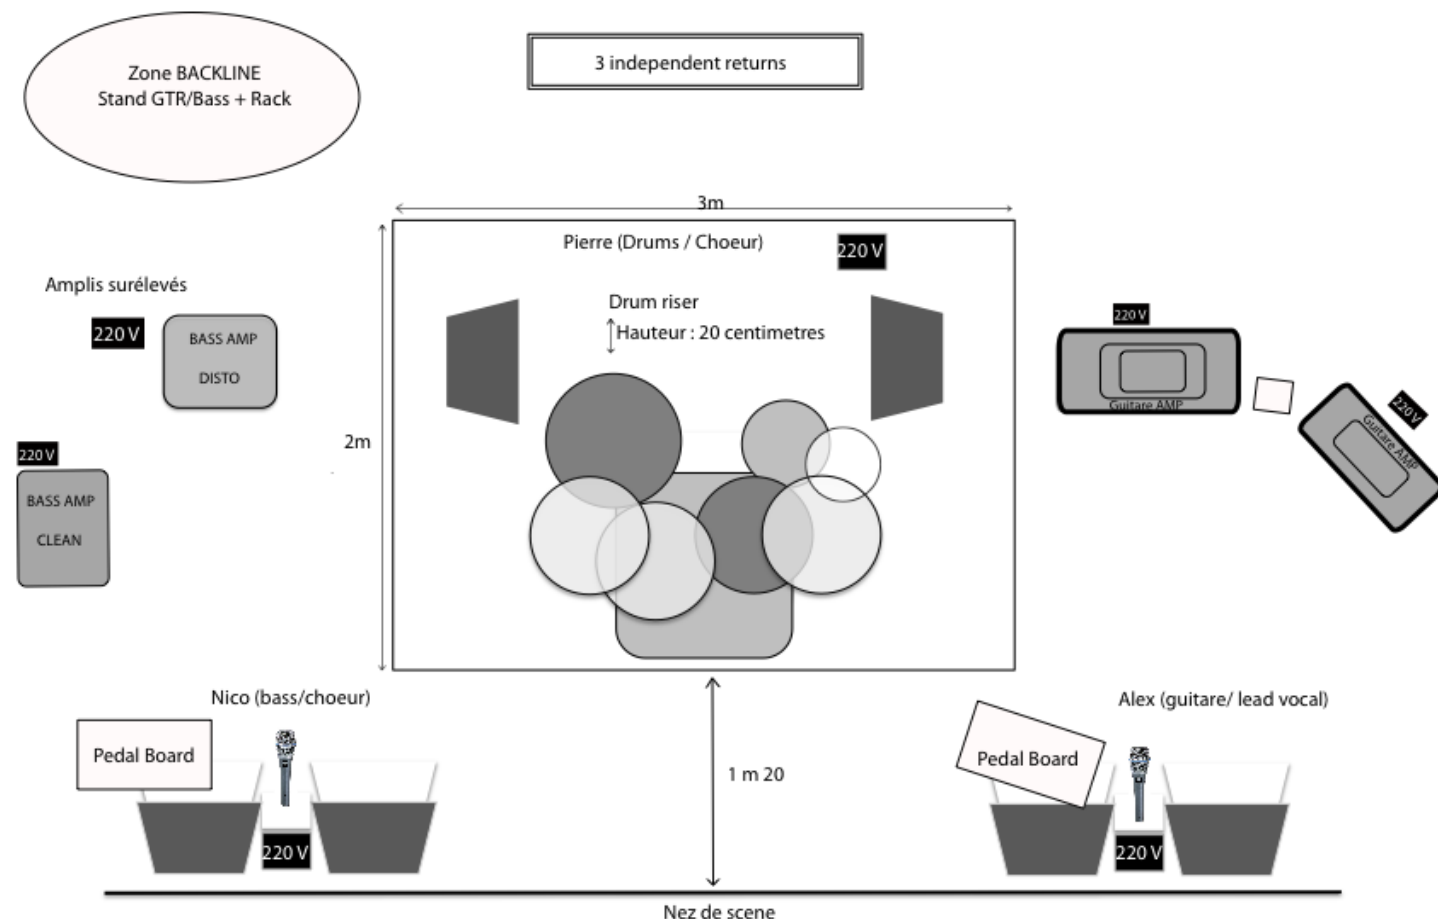 Zone BACKLINE
Stand GTR/Bass + Rack
3 independent returns
3m
Pierre (Drums / Choeur)
220 V
Drum riser
Hauteur : 20 centimetres
2m
Amplis surélevés
220 V
BASS AMP
DISTO
220 V
BASS AMP
CLEAN
220 V
Guitare AMP
220 V
Guitare AMP
Nico (bass/choeur)
Pedal Board
220 V
1 m 20
Alex (guitare/ lead vocal)
Pedal Board
220 V
Nez de scene